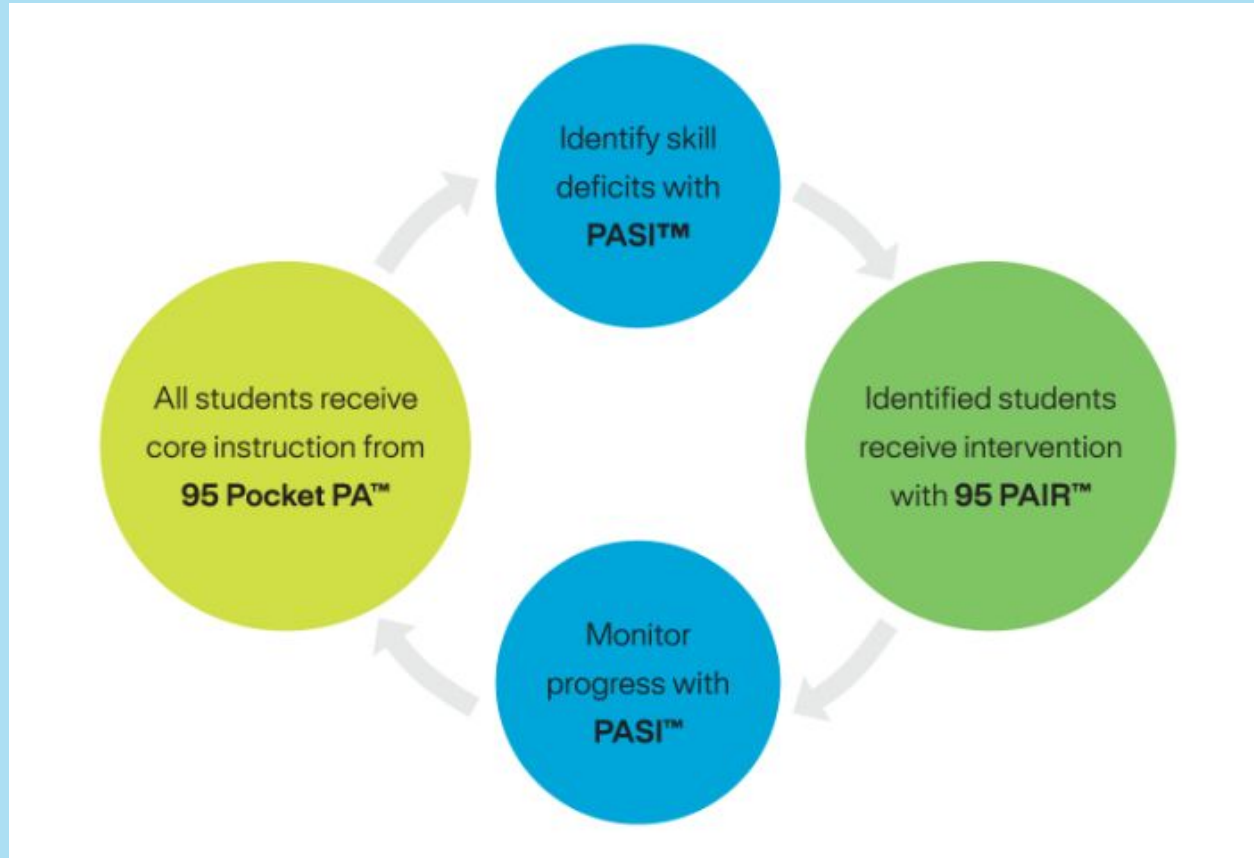 Identify skill
deficits with
PASI™
All students receive
core instruction from
95 Pocket PA™
Identified students
receive intervention
with 95 PAIR™
Monitor
progress with
PASI™